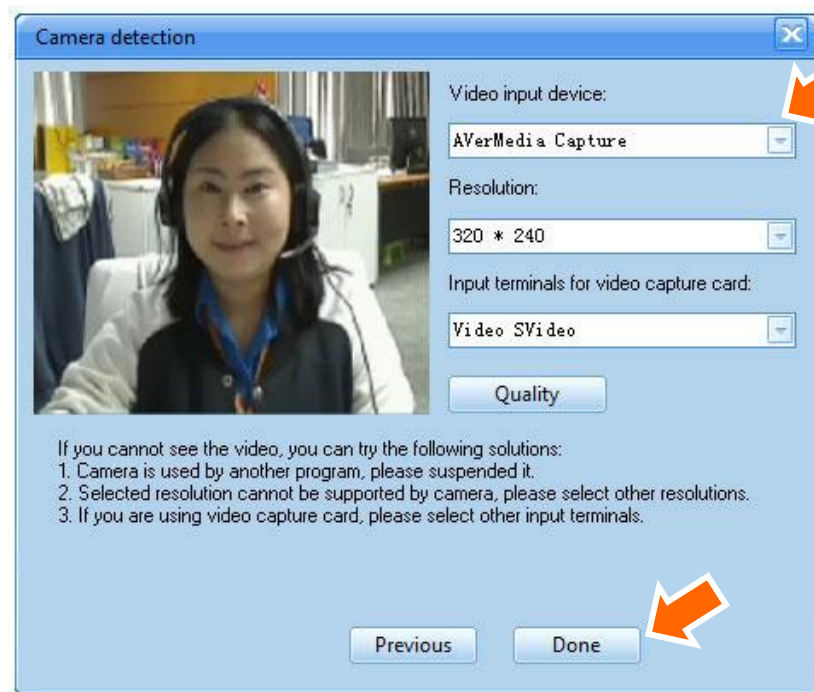 Camera detection
Video input device:
AVerMedia Capture
Resolution:
320 * 240
Input terminals for video capture card:
Video SVideo
Quality
If you cannot see the video, you can try the following solutions:
1. Camera is used by another program, please suspended it.
2. Selected resolution cannot be supported by camera, please select other resolutions.
3. If you are using video capture card, please select other input terminals.
Previous
Done